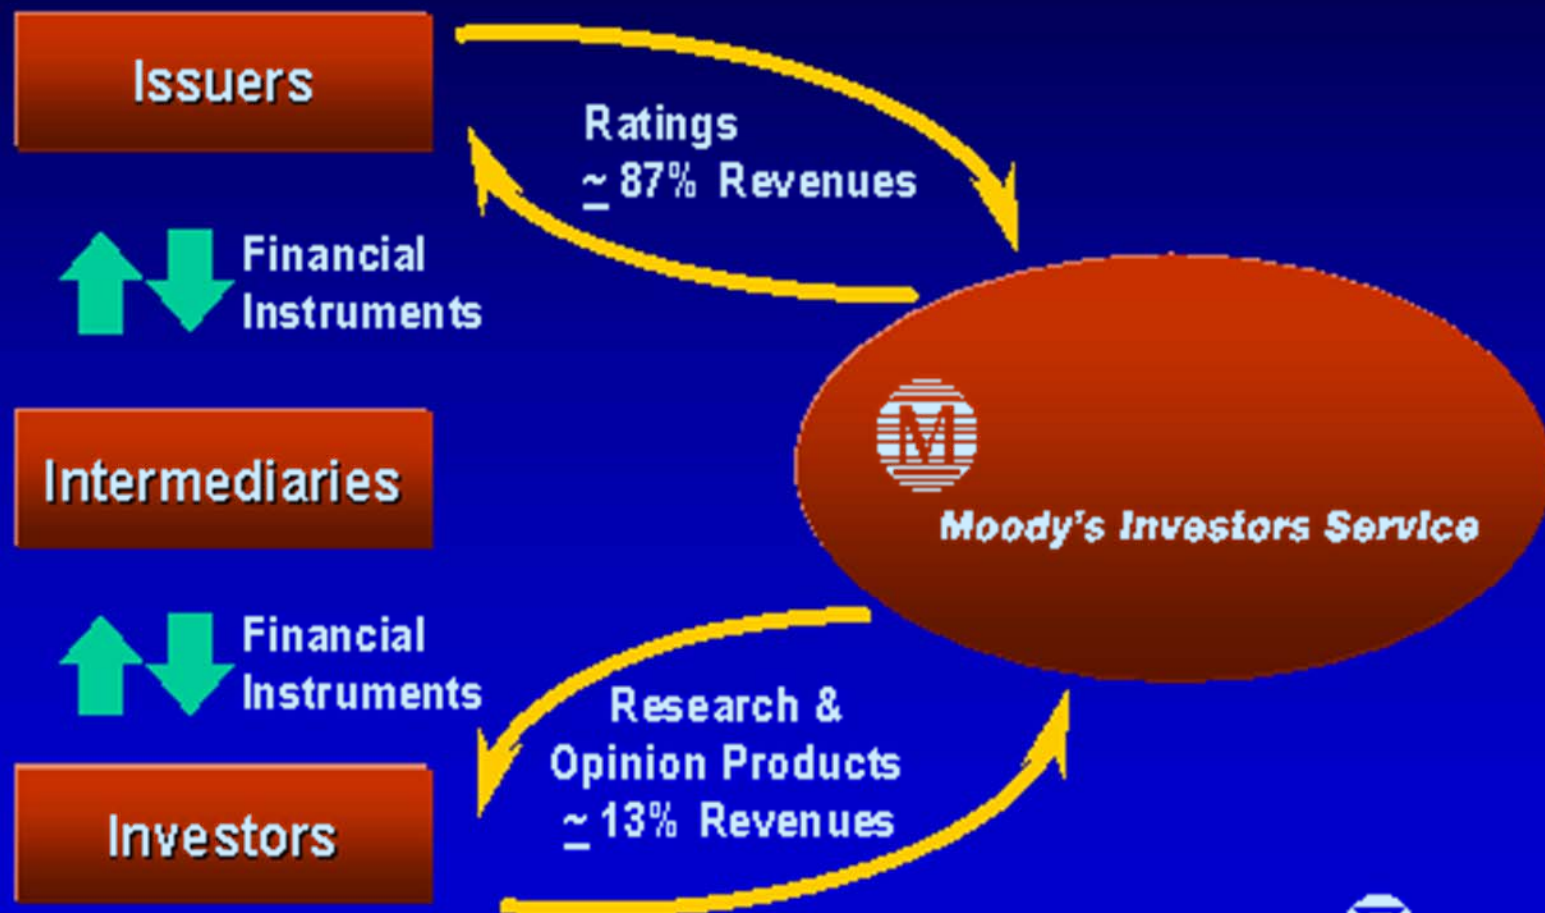 Issuers
Ratings
~ 87% Revenues
Financial
Instruments
M
Intermediaries
Moody's Investors Service
Financial
Instruments
Research &
Opinion Products
~ 13% Revenues
Investors